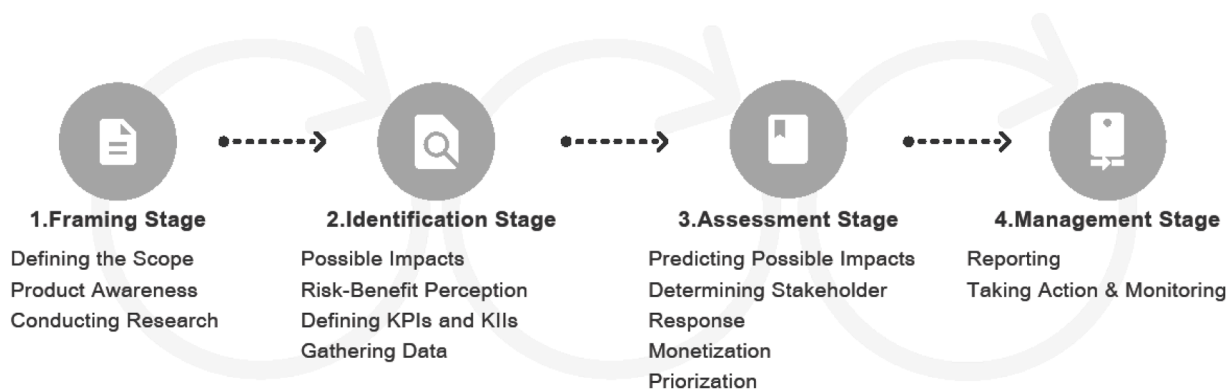 1.Framing Stage
Defining the Scope
Product Awareness
Conducting Research
2.Identification Stage
Possible Impacts
Risk-Benefit Perception
Defining KPIs and KIIs
Gathering Data
3.Assessment Stage
Predicting Possible Impacts
Determining Stakeholder
Response
Monetization
Priorization
4.Management Stage
Reporting
Taking Action & Monitoring